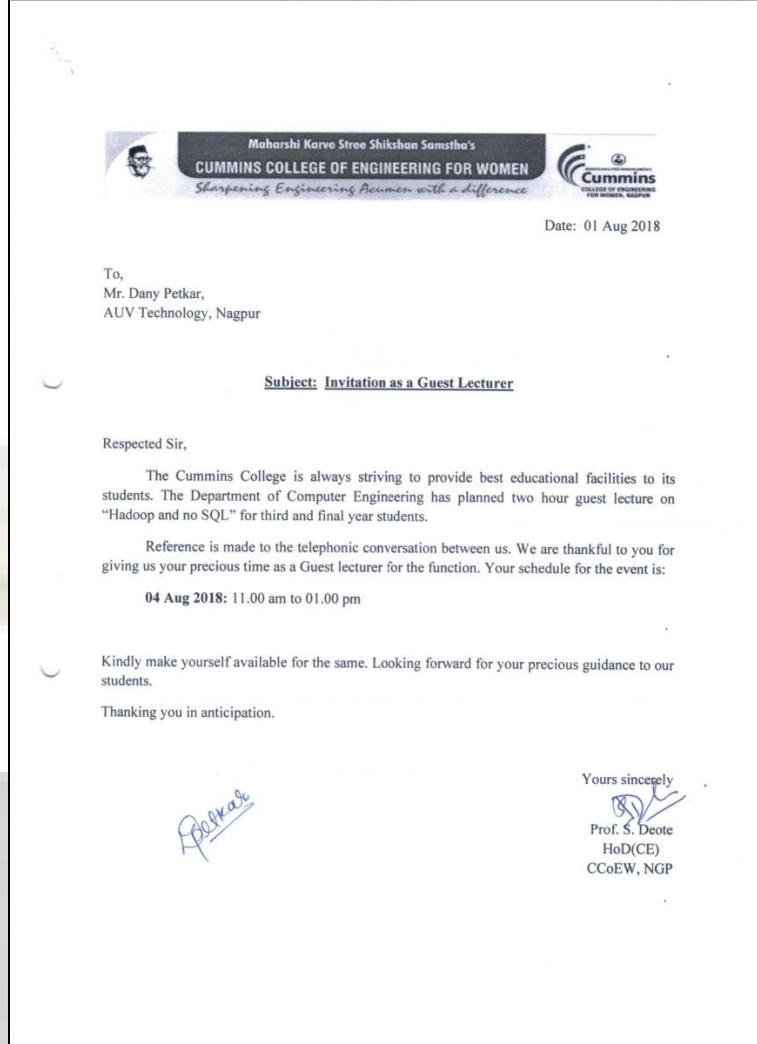 Maharshi Karve Stree Shikshan Samstha's
CUMMINS COLLEGE OF ENGINEERING FOR WOMEN
Sharpening Engineering Acumen with a difference
Cummins
COLLEGE OF ENGINEERING
FOR WOMEN, NAGPUR
Date: 01 Aug 2018
To,
Mr. Dany Petkar,
AUV Technology, Nagpur
Subject: Invitation as a Guest Lecturer
Respected Sir,
The Cummins College is always striving to provide best educational facilities to its
students. The Department of Computer Engineering has planned two hour guest lecture on
“Hadoop and no SQL” for third and final year students.
Reference is made to the telephonic conversation between us. We are thankful to you for
giving us your precious time as a Guest lecturer for the function. Your schedule for the event is:
04 Aug 2018: 11.00 am to 01.00 pm
Kindly make yourself available for the same. Looking forward for your precious guidance to our
students.
Thanking you in anticipation.
Yours sincerely
DPetkar
Prof. S. Deote
HoD(CE)
CCoEW, NGP